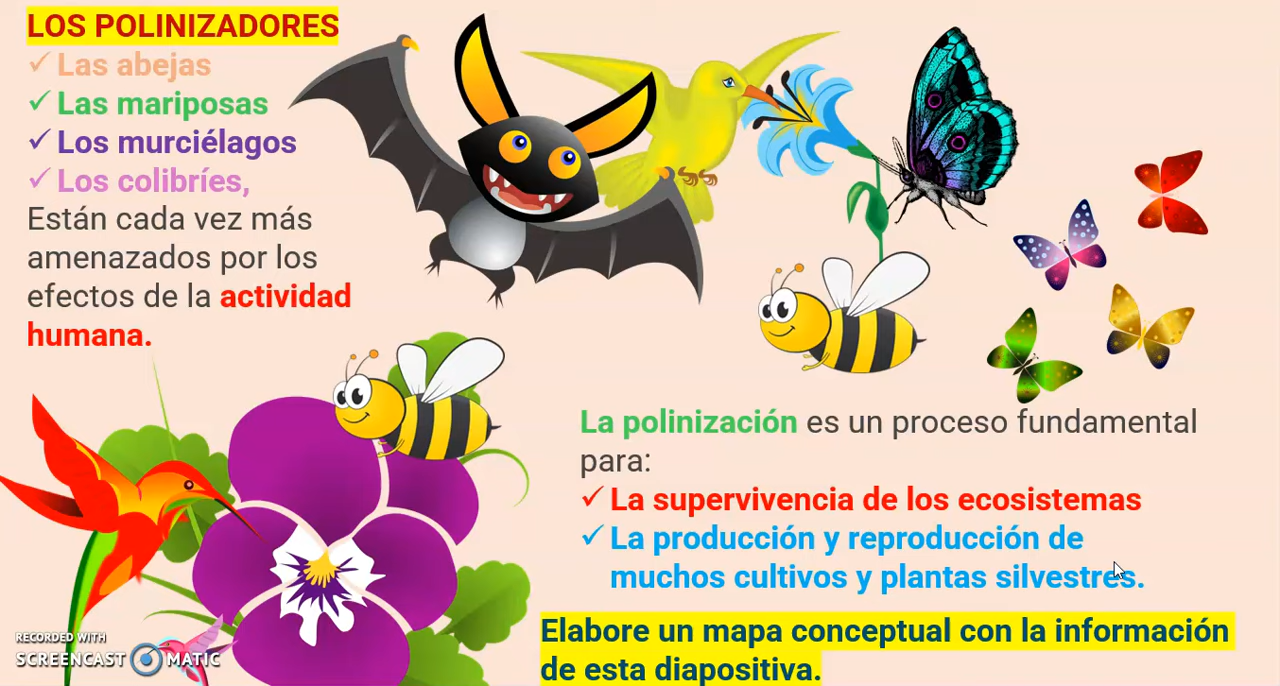 LOS POLINIZADORES
✓ Las abejas
✓ Las mariposas
✓ Los murciélagos
✓ Los colibríes,
Están cada vez más
amenazados por los
efectos de la actividad
humana.
La polinización es un proceso fundamental
para:
✓ La supervivencia de los ecosistemas
✓ La producción y reproducción de
muchos cultivos y plantas silvestres.
Elabore un mapa conceptual con la información
de esta diapositiva.
RECORDED WITH
SCREENCAST MATIC